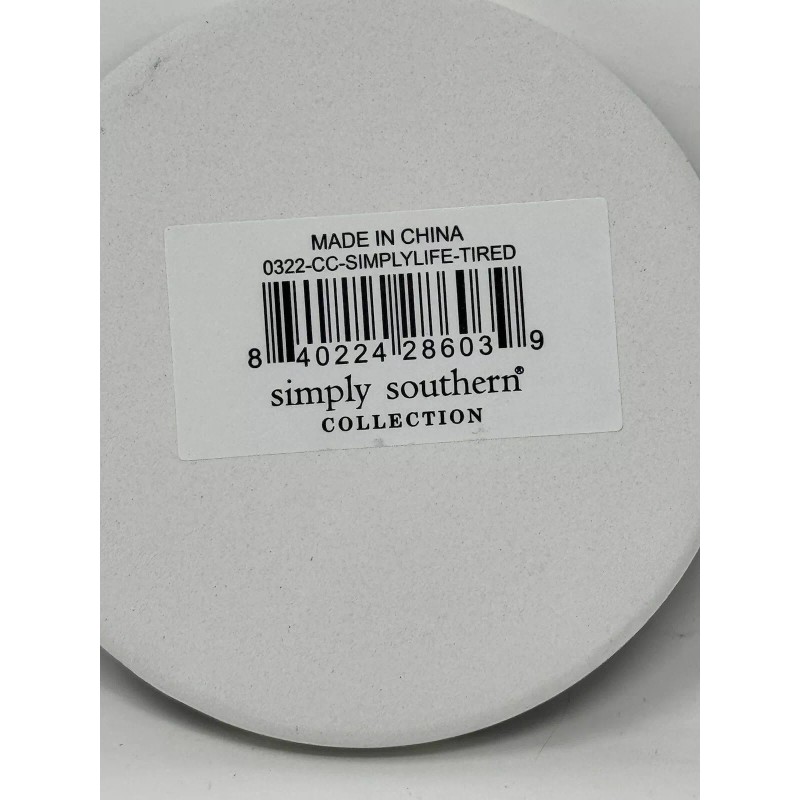 MADE IN CHINA
0322-CC-SIMPLYLIFE-TIRED
8 40224 28603 9
simply southern®
COLLECTION